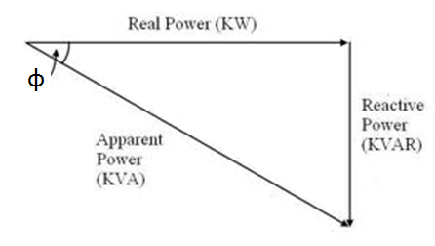 Real Power (KW)
ф
Apparent
Power
(KVA)
Reactive
Power
(KVAR)